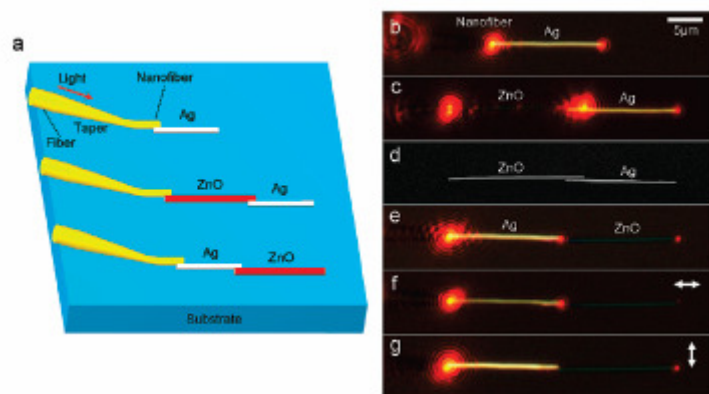 a
Light
Nanofiber
Ag
Taper
Fiber
ZnO
Ag
Ag
ZnO
Substrate
b
Nanofiber
Ag
5μm
c
ZnO
Ag
d
ZnO
Ag
e
Ag
ZnO
f
g